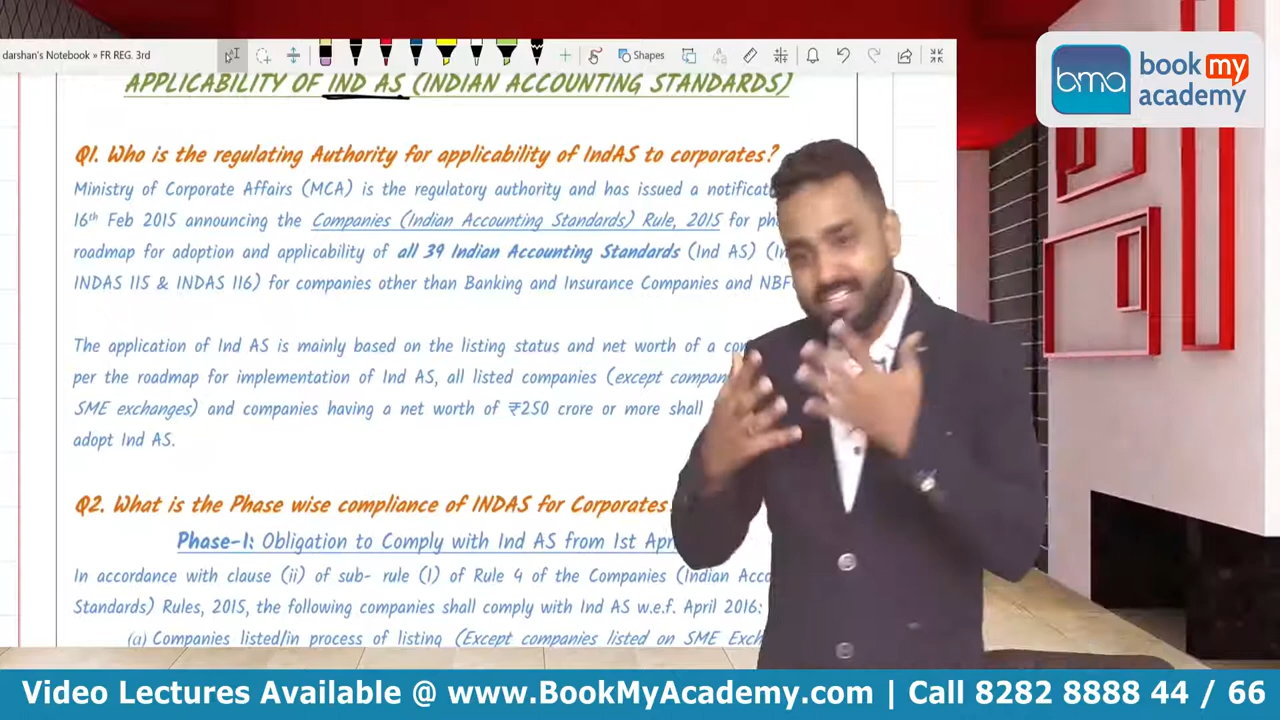 darshan's Notebook » FR REG. 3rd
Shapes
bma
book my
academy
APPLICABILITY OF IND AS (INDIAN ACCOUNTING STANDARDS)
Q1. Who is the regulating Authority for applicability of IndAS to corporates?
Ministry of Corporate Affairs (MCA) is the regulatory authority and has issued a
16th Feb 2015 announcing the Companies (Indian Accounting Standards) Rule, 2015 for
roadmap for adoption and applicability of all 39 Indian Accounting Standards (Ind AS)
INDAS 115 & INDAS 116) for companies other than Banking and Insurance Companies and
The application of Ind AS is mainly based on the listing status and net worth of a
per the roadmap for implementation of Ind AS, all listed companies (except
SME exchanges) and companies having a net worth of ₹250 crore or more shall
adopt Ind AS.
Q2. What is the Phase wise compliance of INDAS for Corporates
Phase-I: Obligation to Comply with Ind AS from 1st
In accordance with clause (ii) of sub- rule (1) of Rule 4 of the Companies (Indian
Standards) Rules, 2015, the following companies shall comply with Ind AS w.e.f. April 2016:
(a) Companies listed/in process of listing (Except companies listed on SME
Video Lectures Available @ www.BookMyAcademy.com | Call 8282 8888 44 / 66